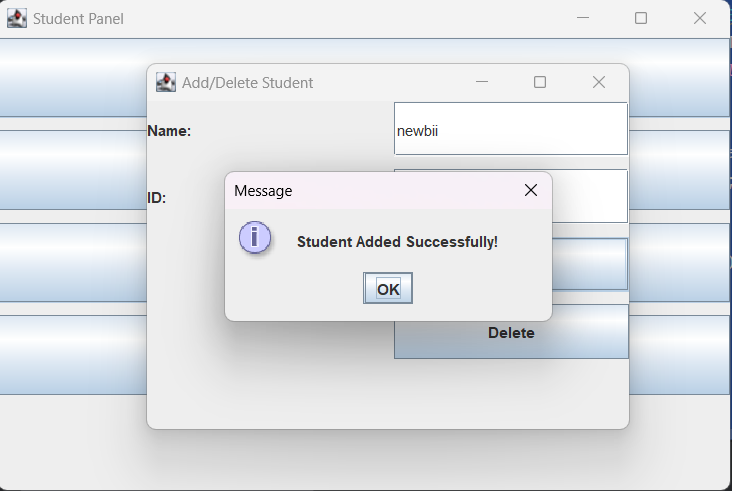 Student Panel
Add/Delete Student
Name:
newbii
Message
ID:
Student Added Successfully!
OK
Delete